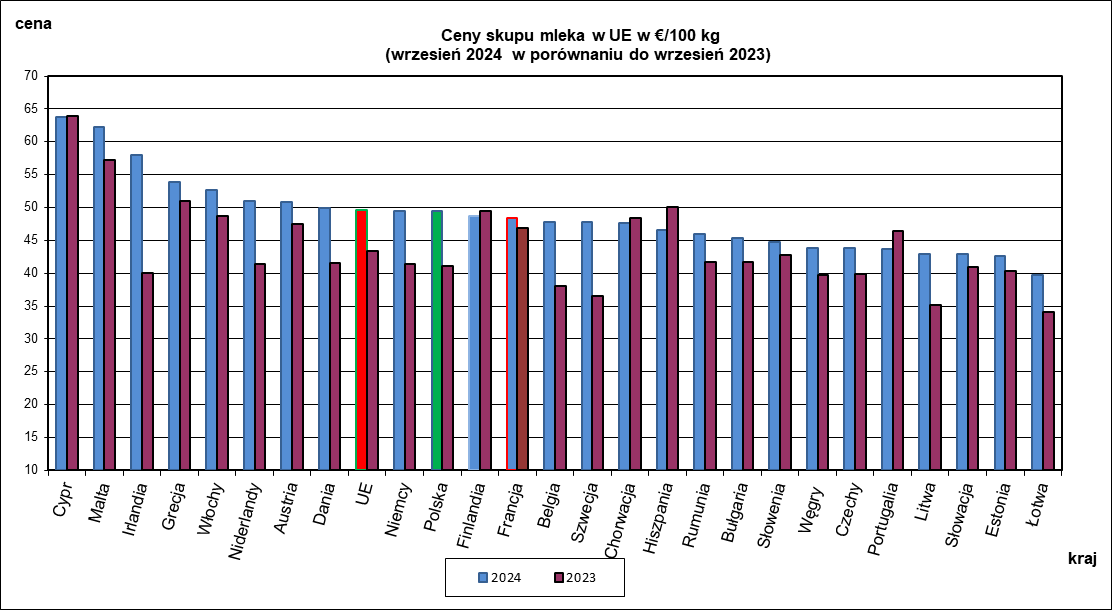 cena
Ceny skupu mleka w UE w €/100 kg
(wrzesień 2024 w porównaniu do wrzesień 2023)
70
65
60
55
50
45
40
35
30
25
20
15
10
Cypr
Malta
Irlandia
Grecja
Włochy
Niderlandy
Austria
Dania
UE
Niemcy
Polska
Finlandia
Francja
Belgia
Szwecja
Chorwacja
Hiszpania
Rumunia
Bułgaria
Słowenia
Węgry
Czechy
Portugalia
Litwa
Słowacja
Estonia
Łotwa
kraj
2024 2023